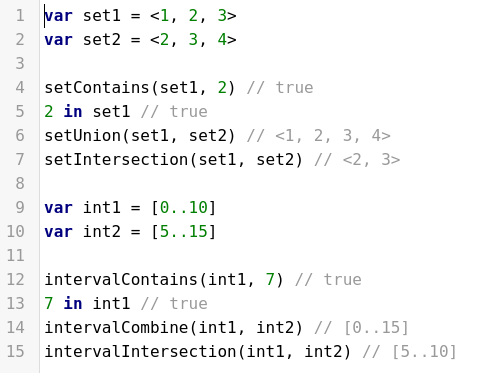 1 var set1 = <1, 2, 3>
2 var set2 = <2, 3, 4>
3
4 setContains(set1, 2) // true
5 2 in set1 // true
6 setUnion(set1, set2) // <1, 2, 3, 4>
7 setIntersection(set1, set2) // <2, 3>
8
9 var int1 = [0..10]
10 var int2 = [5..15]
11
12 intervalContains(int1, 7) // true
13 7 in int1 // true
14 intervalCombine(int1, int2) // [0..15]
15 intervalIntersection(int1, int2) // [5..10]